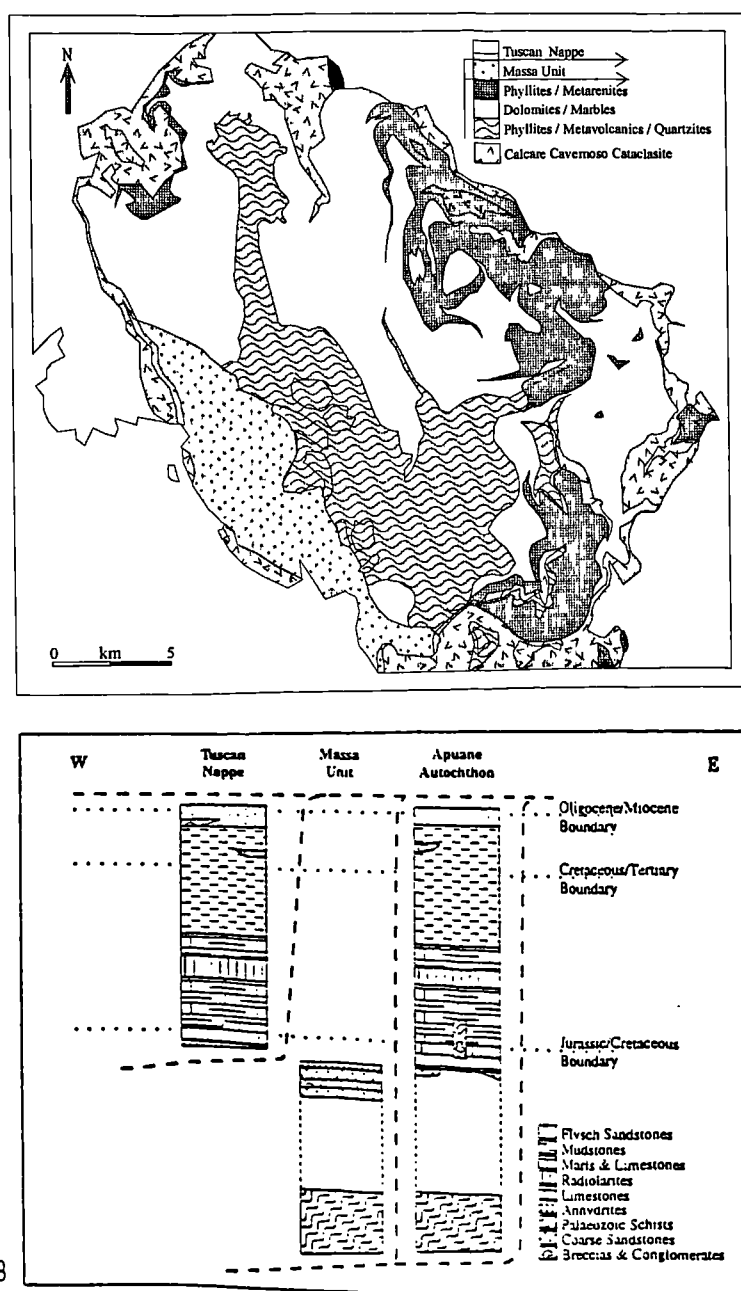 N
Tuscan Nappe
Massa Unit
Phyllites / Metarenites
Dolomites / Marbles
Phyllites / Metavolcanics / Quartzites
Calcare Cavernoso Cataclasite
0 km 5
W
Tuscan
Nappe
Massa
Unit
Apuane
Autochthon
E
Oligocene/Miocene
Boundary
Cretaceous/Tertiary
Boundary
Jurassic/Cretaceous
Boundary
Flysch Sandstones
Mudstones
Marls & Limestones
Radiolarites
Limestones
Anhydrites
Palaeozoic Schists
Coarse Sandstones
Breccias & Conglomerates